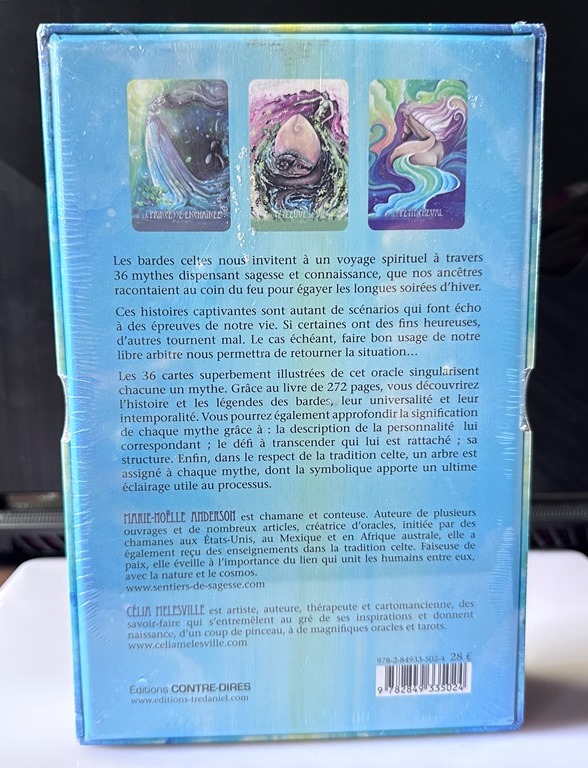 LA PRINCESSE ENCHAINÉE
LE FLEUVE DE
LE PETIT CHEVAL
Les bardes celtes nous invitent à un voyage spirituel à travers
36 mythes dispensant sagesse et connaissance, que nos ancêtres
racontaient au coin du feu pour égayer les longues soirées d'hiver.
Ces histoires captivantes sont autant de scénarios qui font écho
à des épreuves de notre vie. Si certaines ont des fins heureuses,
d'autres tournent mal. Le cas échéant, faire bon usage de notre
libre arbitre nous permettra de retourner la situation...
Les 36 cartes superbement illustrées de cet oracle singularisent
chacune un mythe. Grâce au livre de 272 pages, vous découvrirez
l'histoire et les légendes des bardes, leur universalité et leur
intemporalité. Vous pourrez également approfondir la signification
de chaque mythe grâce à : la description de la personnalité lui
correspondant ; le défi à transcender qui lui est rattaché ; sa
structure. Enfin, dans le respect de la tradition celte, un arbre est
assigné à chaque mythe, dont la symbolique apporte un ultime
éclairage utile au processus.
MARIE-NOËLLE ANDERSON est chamane et conteuse. Auteure de plusieurs
ouvrages et de nombreux articles, créatrice d'oracles, initiée par des
chamanes aux États-Unis, au Mexique et en Afrique australe, elle a
également reçu des enseignements dans la tradition celte. Faiseuse de
paix, elle éveille à l'importance du lien qui unit les humains entre eux,
avec la nature et le cosmos.
www.sentiers-de-sagesse.com
CÉLIA MELESVILLE est artiste, auteure, thérapeute et cartomancienne, des
savoir-faire qui s'entremêlent au gré de ses inspirations et donnent
naissance, d'un coup de pinceau, à de magnifiques oracles et tarots.
www.celiamelesville.com
978-2-84933-502-4 28 €
9 782849 335024
Éditions CONTRE-DIRES
www.editions-tredaniel.com